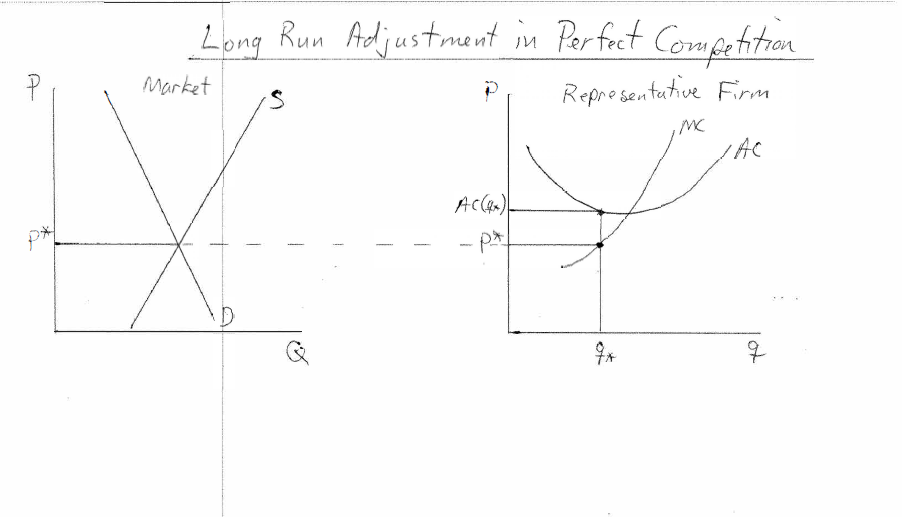 Long Run Adjustment in Perfect Competition
P Market S
P*
D
Q
P Representative Firm
MC
AC
AC(q*)
P*
q* q